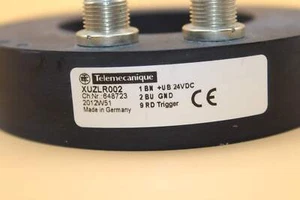 Telemecanique
XUZLR002
Ch.Nr.:648723
2012W51
Made in Germany
1 BN +UB 24VDC
2 BU GND
9 RD Trigger
CE